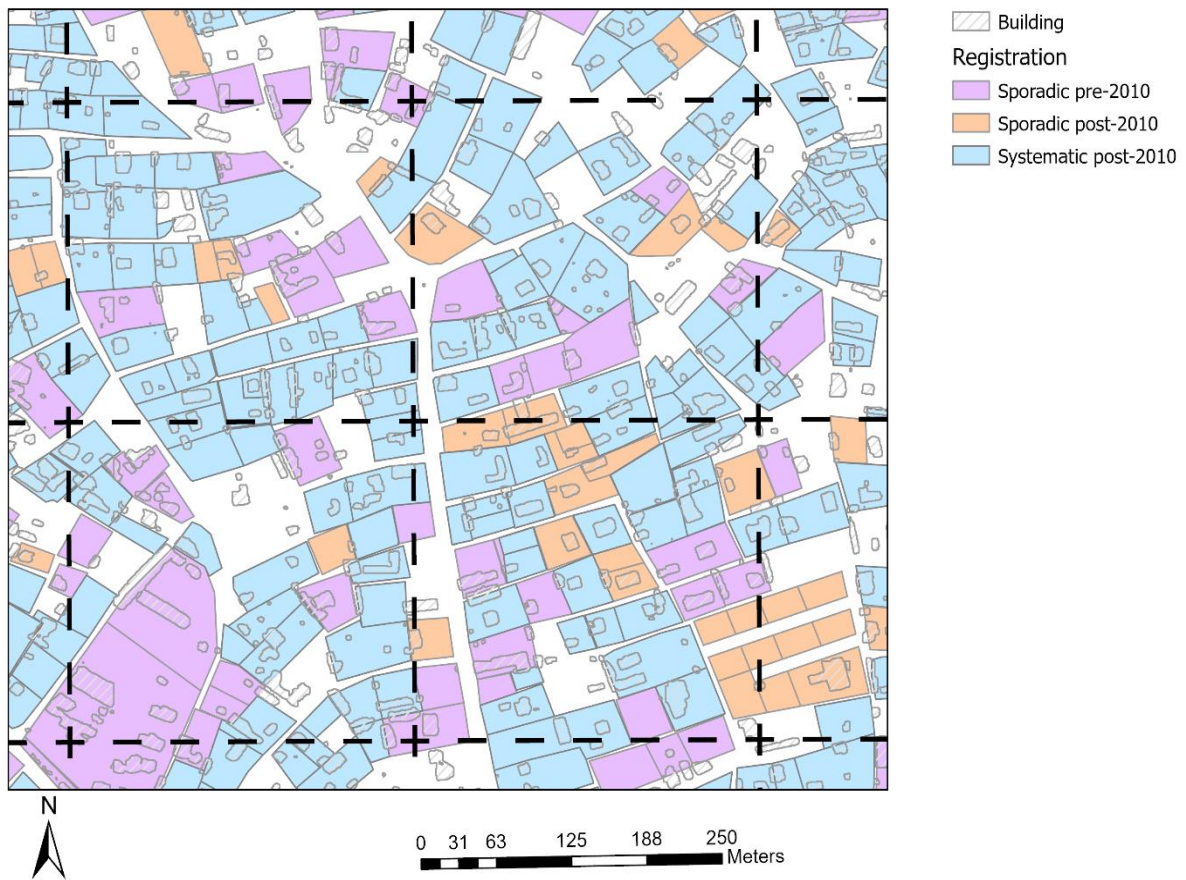 Building
Registration
Sporadic pre-2010
Sporadic post-2010
Systematic post-2010
N
0 31 63 125 188 250
Meters